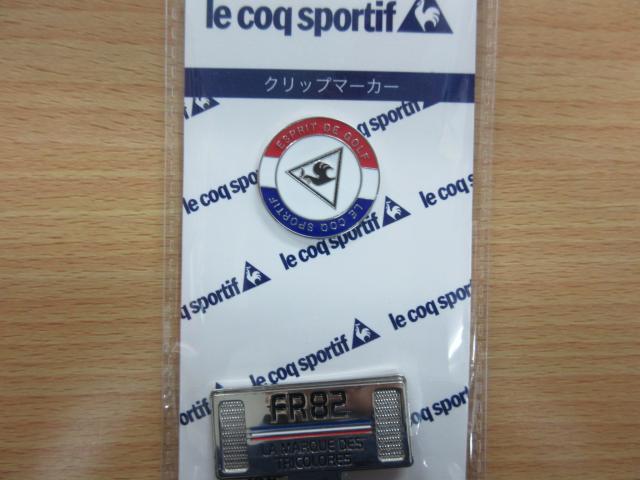 le coq sportif
クリップマーカー
le coq sportif
ESPRIT DE GOLF
LE COQ SPORTIF
le coq spo
le coq sportif
le coq sportif
q sportif
le coq sportif
le coq sportif
FR82
LA MARQUE DES
TRICOLORES